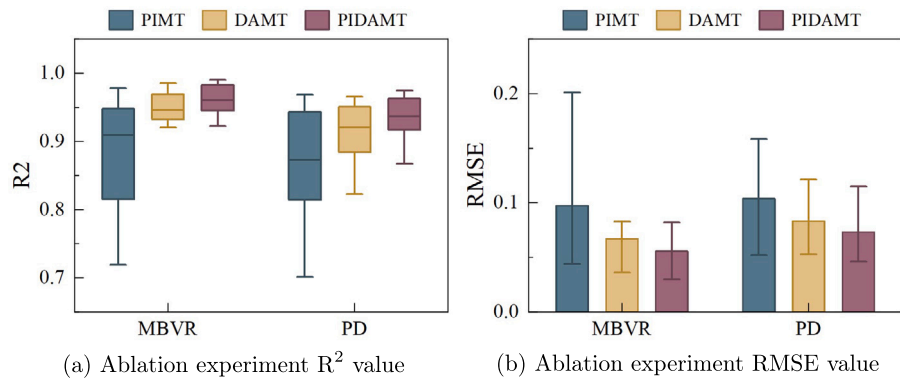 PIMT DAMT PIDAMT
1.0
0.9
0.8
0.7
R2
MBVR PD
(a) Ablation experiment R² value
PIMT DAMT PIDAMT
0.2
0.1
0.0
RMSE
MBVR PD
(b) Ablation experiment RMSE value